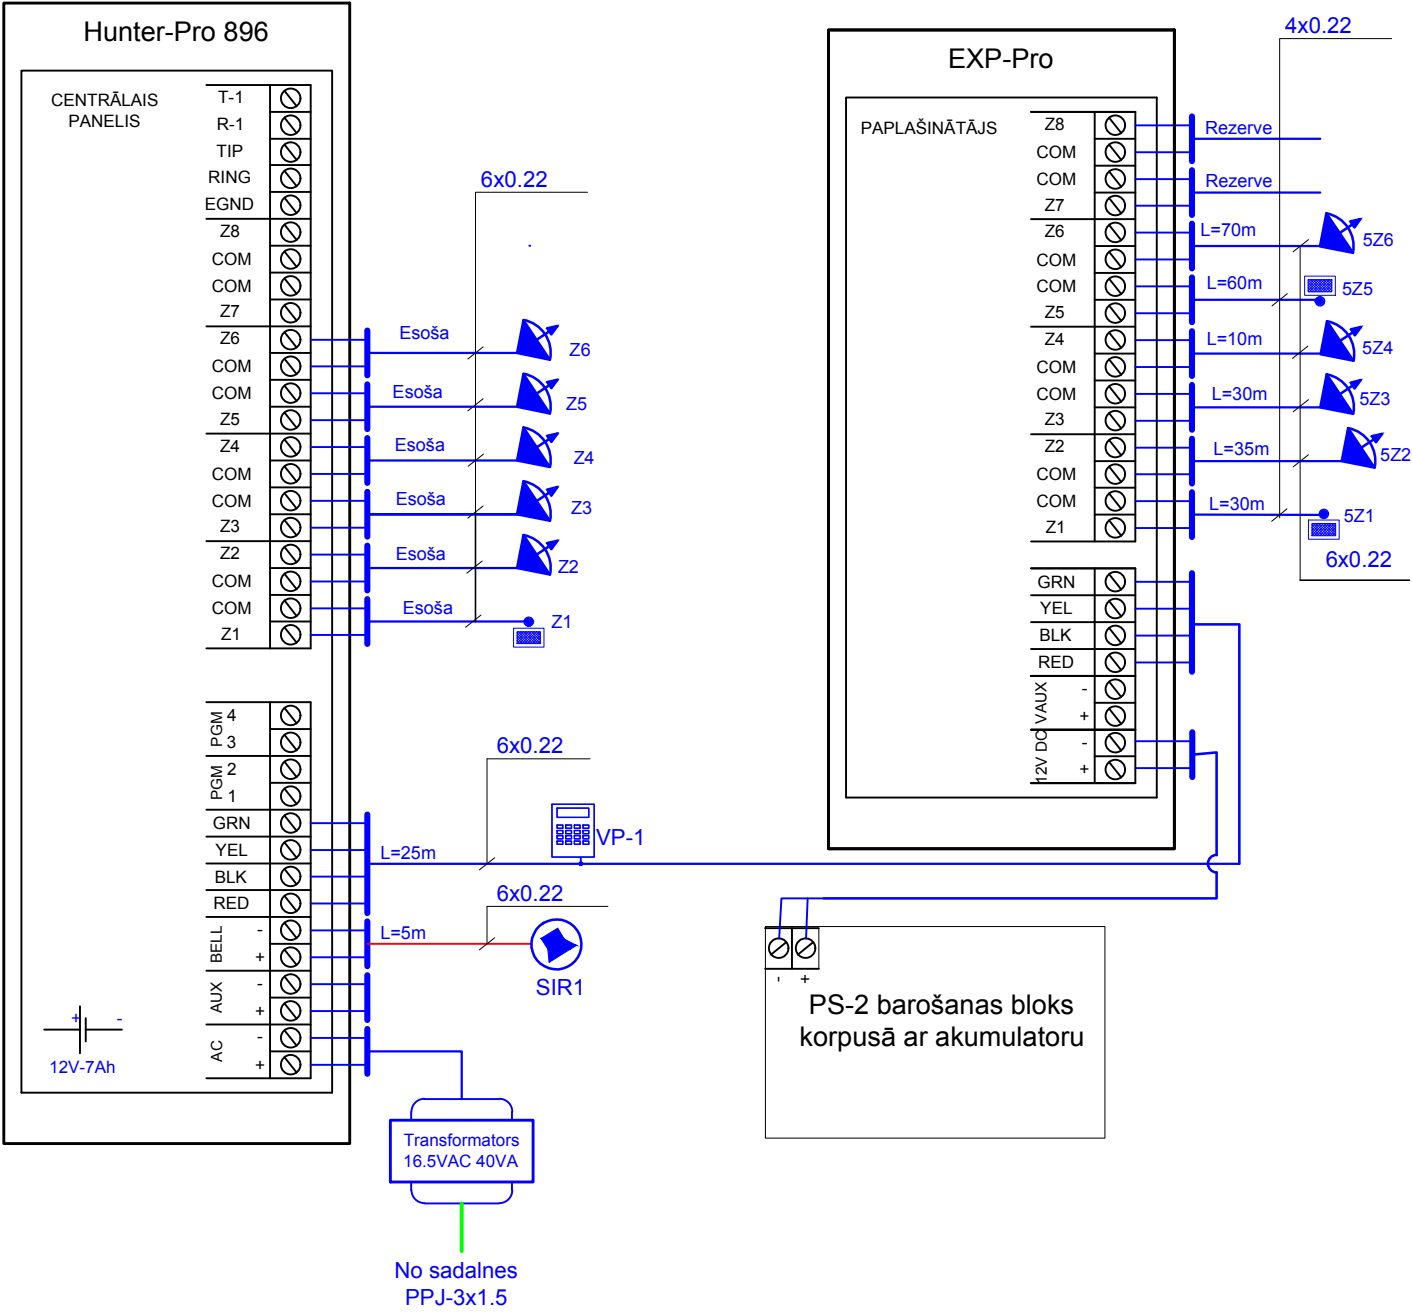 Hunter-Pro 896
CENTRĀLAIS
PANELIS
T-1
R-1
TIP
RING
EGND
Z8
COM
COM
Z7
Z6
COM
COM
Z5
Z4
COM
COM
Z3
Z2
COM
COM
Z1
PGM
4
3
PGM
2
1
GRN
YEL
BLK
RED
BELL
-
+
AUX
-
+
AC
-
+
+ -
12V-7Ah
6x0.22
Esoša
Z6
Esoša
Z5
Esoša
Z4
Esoša
Z3
Esoša
Z2
Esoša
Z1
6x0.22
L=25m
VP-1
6x0.22
L=5m
SIR1
Transformators
16.5VAC 40VA
No sadalnes
PPJ-3x1.5
EXP-Pro
PAPLAŠINĀTĀJS
Z8
COM
COM
Z7
Z6
COM
COM
Z5
Z4
COM
COM
Z3
Z2
COM
COM
Z1
GRN
YEL
BLK
RED
VAUX
-
+
12V DC
-
+
4x0.22
Rezerve
Rezerve
L=70m
5Z6
L=60m
5Z5
L=10m
5Z4
L=30m
5Z3
L=35m
5Z2
L=30m
5Z1
6x0.22
- +
PS-2 barošanas bloks
korpusā ar akumulatoru